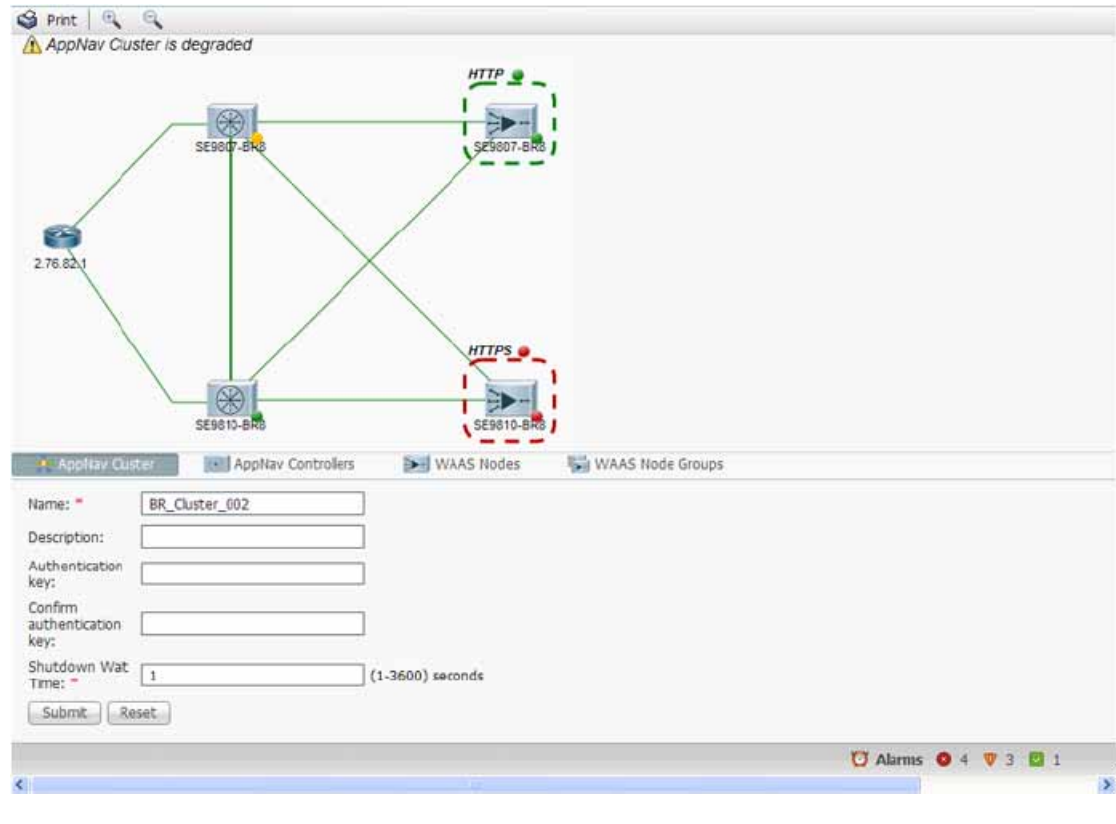 Print
AppNav Cluster is degraded
HTTP
SE9807-BR8
SE9807-BR8
2.76.82.1
HTTPS
SE9810-BR8
SE9810-BR8
AppNav Cluster
AppNav Controllers
WAAS Nodes
WAAS Node Groups
Name: *
BR_Cluster_002
Description:
Authentication
key:
Confirm
authentication
key:
Shutdown Wait
Time: *
1
(1-3600) seconds
Submit
Reset
Alarms 4 3 1